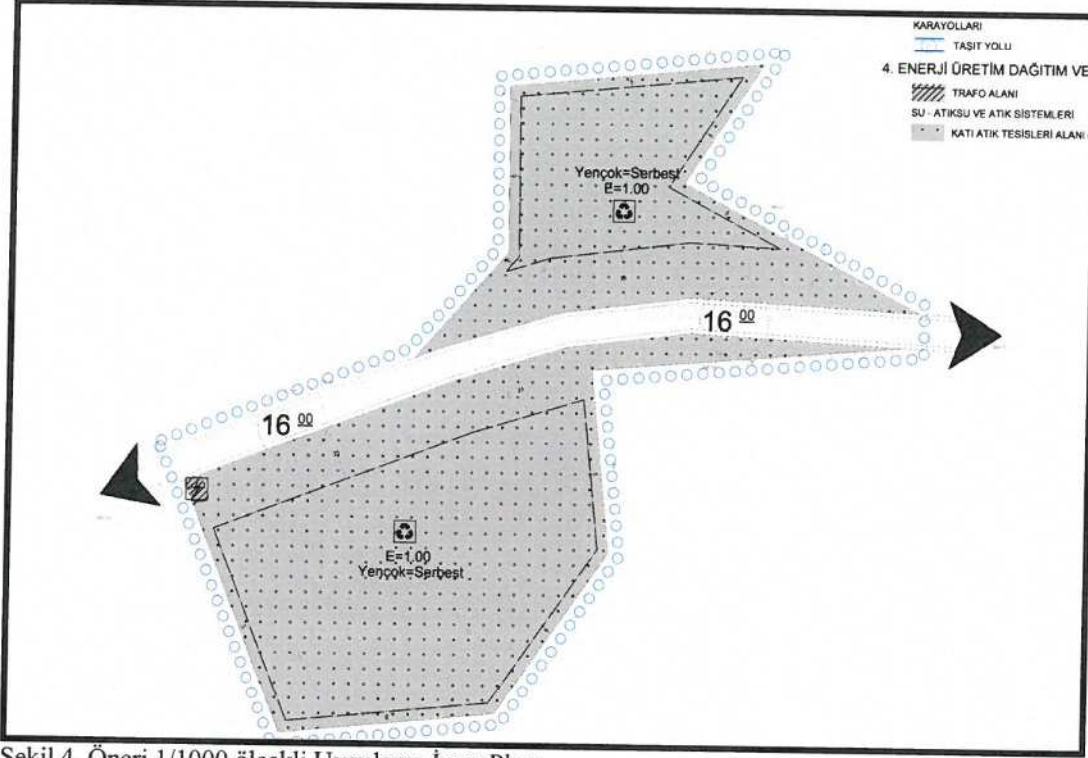 KARAYOLLARI
TAŞIT YOLU
4. ENERJİ ÜRETİM DAĞITIM VE
TRAFO ALANI
SU - ATIKSU VE ATIK SİSTEMLERİ
KATI ATIK TESİSLERİ ALANI
Yençok=Serbest
E=1.00
16 00
16 00
E=1.00
Yençok=Serbest
Şekil 4. Öneri 1/1000 ölçekli Uygulama İmar Planı